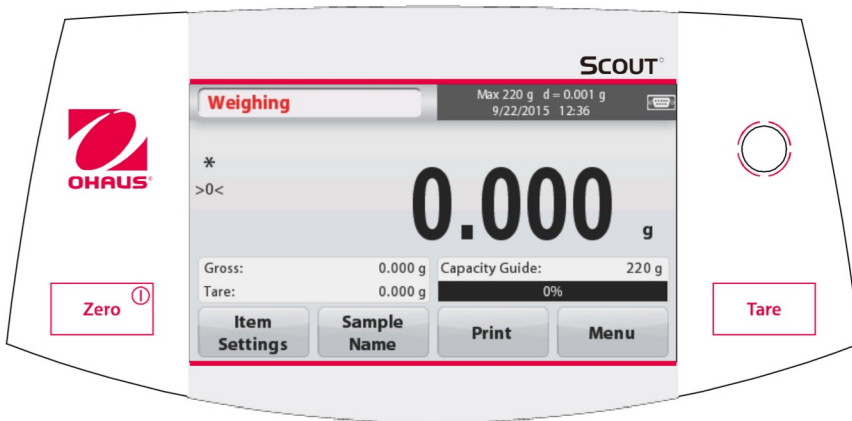 SCOUT
Weighing
Max 220 g d = 0.001 g
9/22/2015 12:36
*
>0<
0.000 g
OHAUS
Gross: 0.000 g
Tare: 0.000 g
Capacity Guide: 220 g
0%
Zero
Item Settings
Sample Name
Print
Menu
Tare